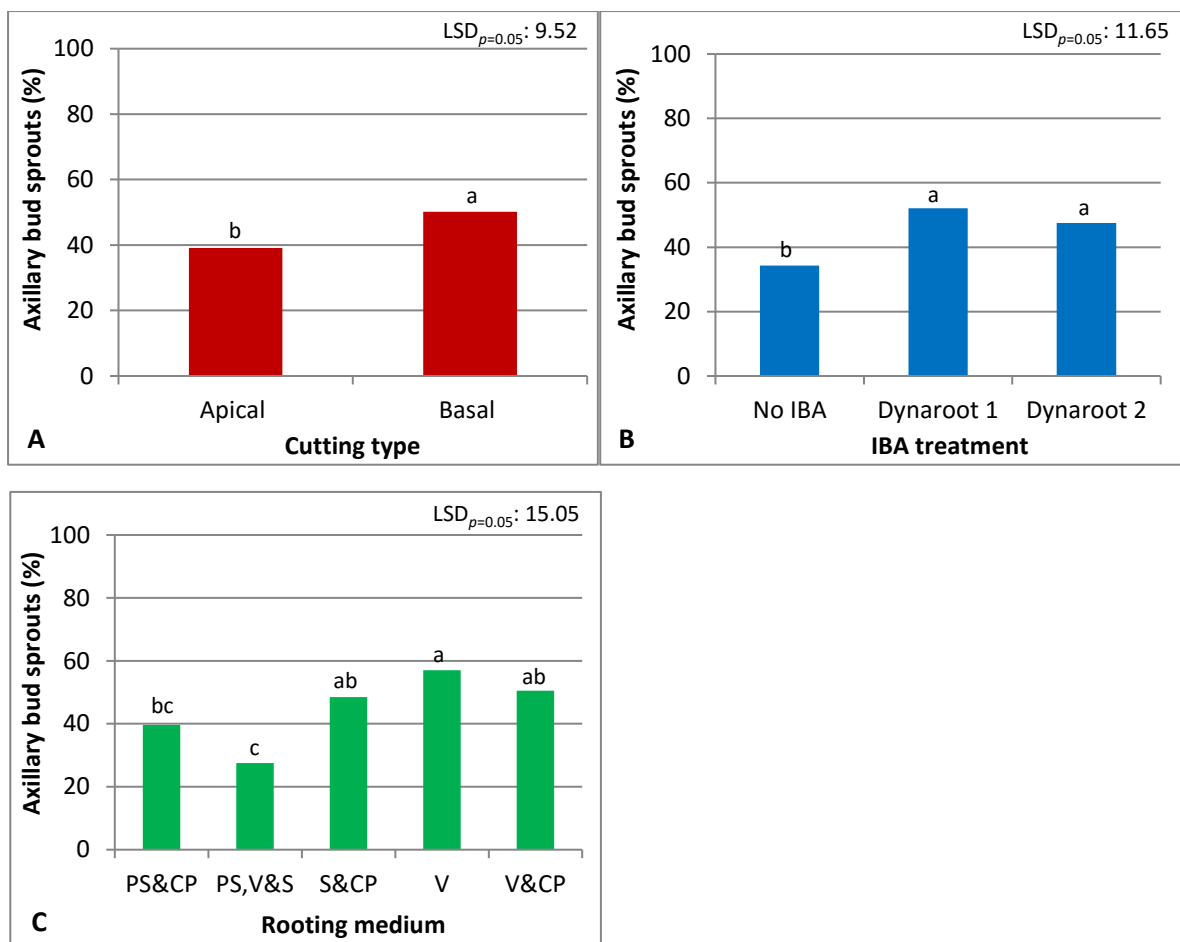 LSDp=0.05: 9.52
100
80
60
40
20
0
Axillary bud sprouts (%)
b
a
Apical Basal
A
Cutting type
LSDp=0.05: 11.65
100
80
60
40
20
0
Axillary bud sprouts (%)
b
a
a
No IBA Dynaroot 1 Dynaroot 2
B
IBA treatment
LSDp=0.05: 15.05
100
80
60
40
20
0
Axillary bud sprouts (%)
bc
c
ab
a
ab
PS&CP PS,V&S S&CP V V&CP
C
Rooting medium